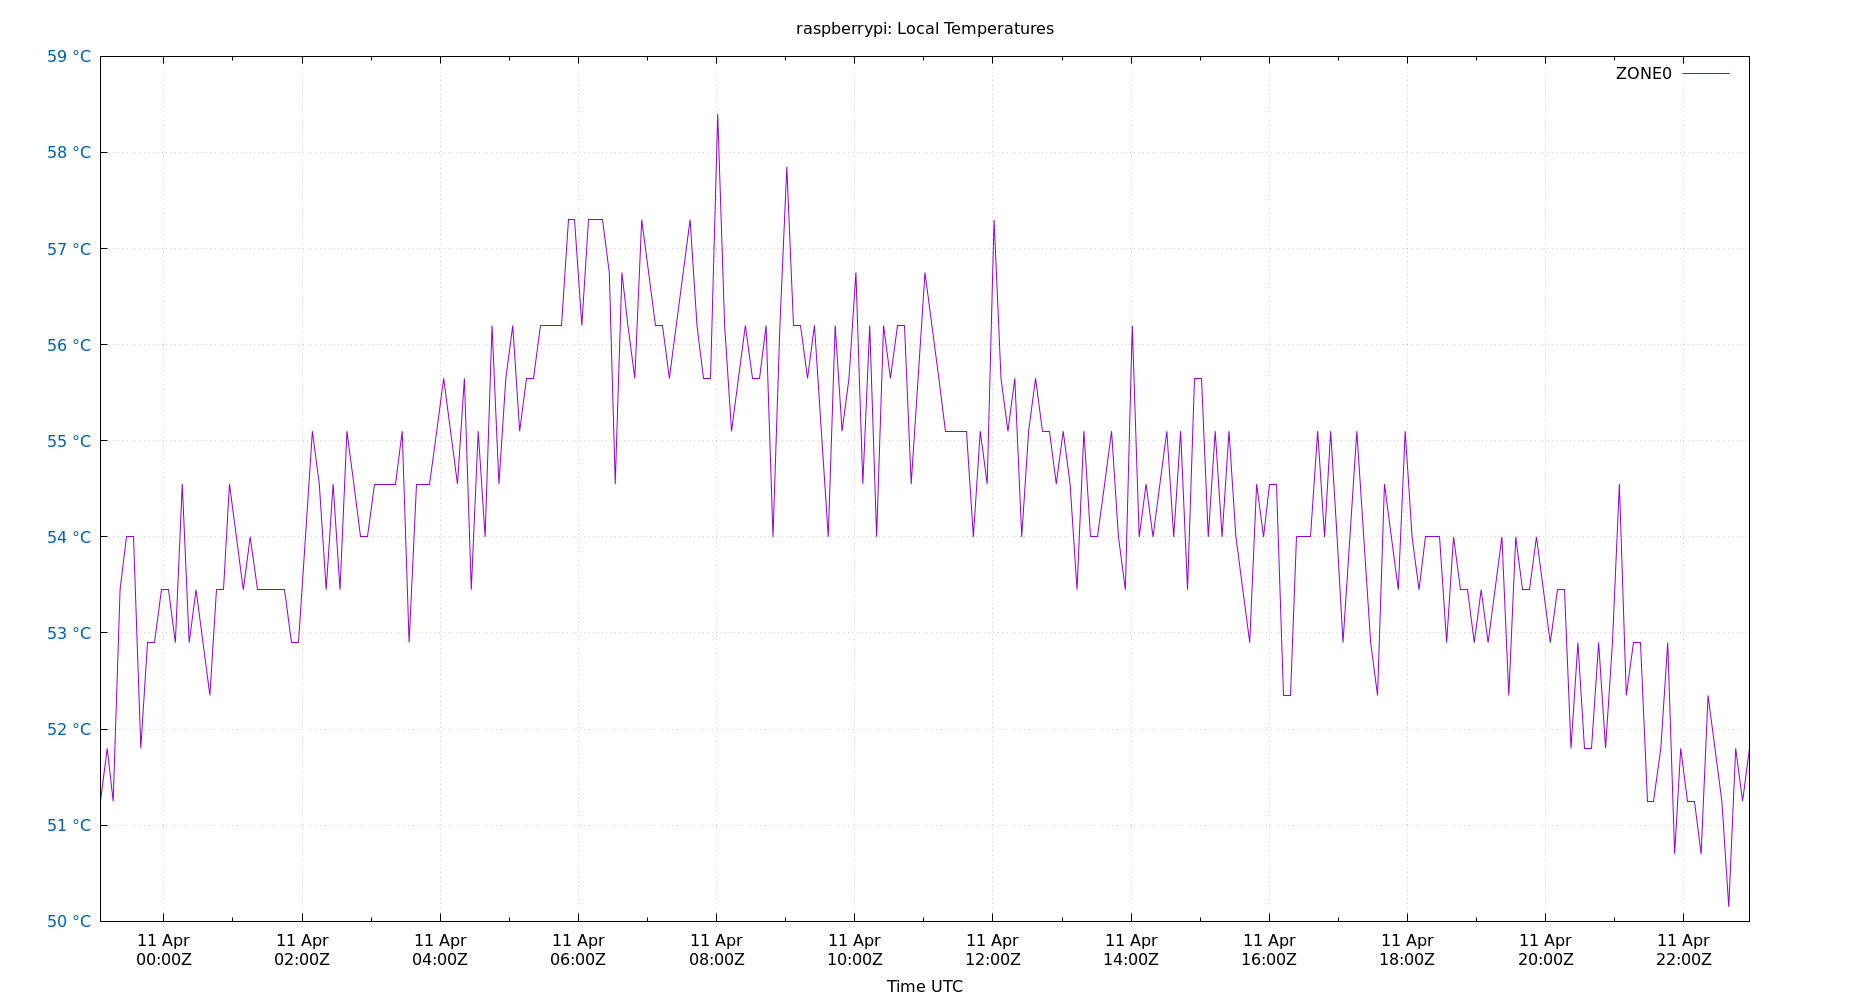 raspberrypi: Local Temperatures
ZONE0
59 °C
58 °C
57 °C
56 °C
55 °C
54 °C
53 °C
52 °C
51 °C
50 °C
11 Apr 11 Apr 11 Apr 11 Apr 11 Apr 11 Apr 11 Apr 11 Apr 11 Apr 11 Apr 11 Apr 11 Apr
00:00Z 02:00Z 04:00Z 06:00Z 08:00Z 10:00Z 12:00Z 14:00Z 16:00Z 18:00Z 20:00Z 22:00Z
Time UTC